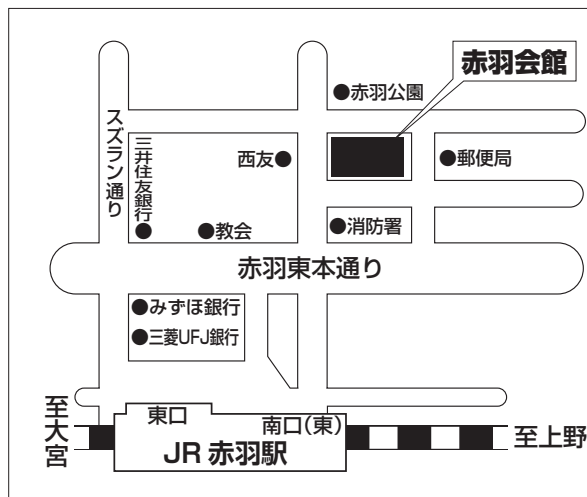 赤羽会館
●赤羽公園
スズラン通り
三井住友銀行
西友●
●郵便局
●教会
●消防署
赤羽東本通り
●みずほ銀行
●三菱UFJ銀行
至大宮
東口
南口(東)
JR 赤羽駅
至上野